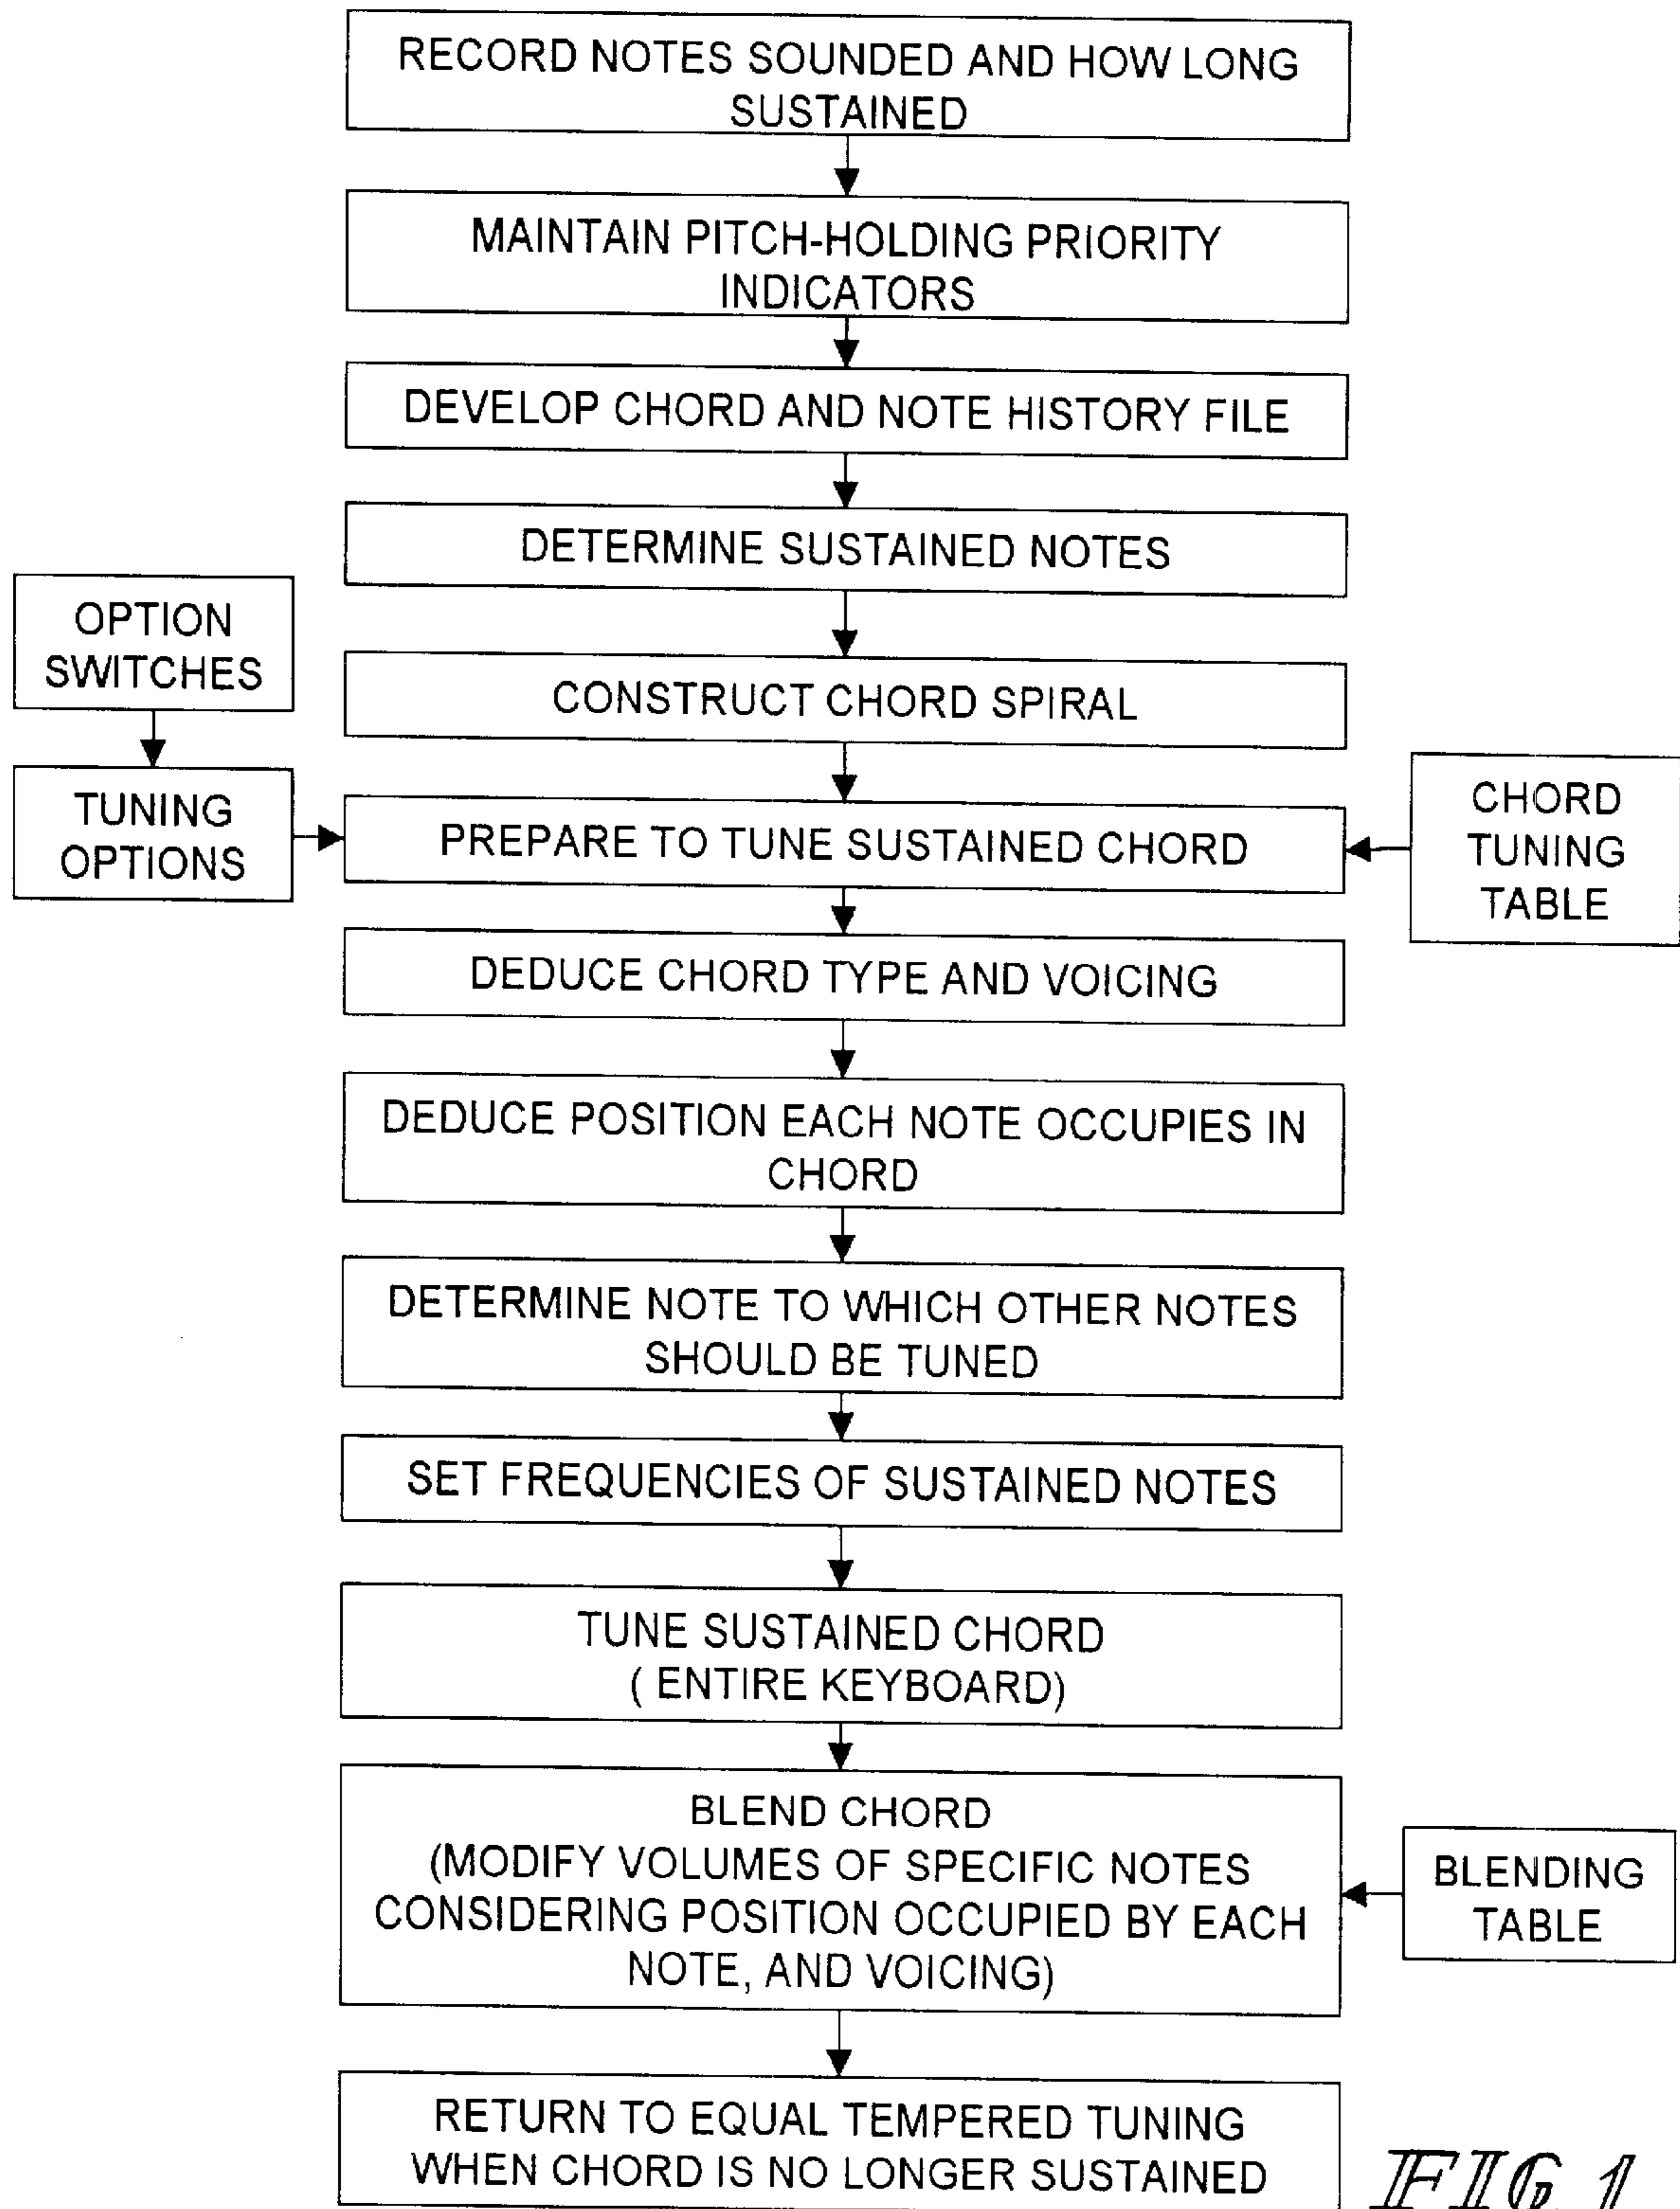 RECORD NOTES SOUNDED AND HOW LONG
SUSTAINED
MAINTAIN PITCH-HOLDING PRIORITY
INDICATORS
DEVELOP CHORD AND NOTE HISTORY FILE
DETERMINE SUSTAINED NOTES
OPTION
SWITCHES
CONSTRUCT CHORD SPIRAL
TUNING
OPTIONS
PREPARE TO TUNE SUSTAINED CHORD
CHORD
TUNING
TABLE
DEDUCE CHORD TYPE AND VOICING
DEDUCE POSITION EACH NOTE OCCUPIES IN
CHORD
DETERMINE NOTE TO WHICH OTHER NOTES
SHOULD BE TUNED
SET FREQUENCIES OF SUSTAINED NOTES
TUNE SUSTAINED CHORD
( ENTIRE KEYBOARD)
BLEND CHORD
(MODIFY VOLUMES OF SPECIFIC NOTES
CONSIDERING POSITION OCCUPIED BY EACH
NOTE, AND VOICING)
BLENDING
TABLE
RETURN TO EQUAL TEMPERED TUNING
WHEN CHORD IS NO LONGER SUSTAINED
FIG. 1